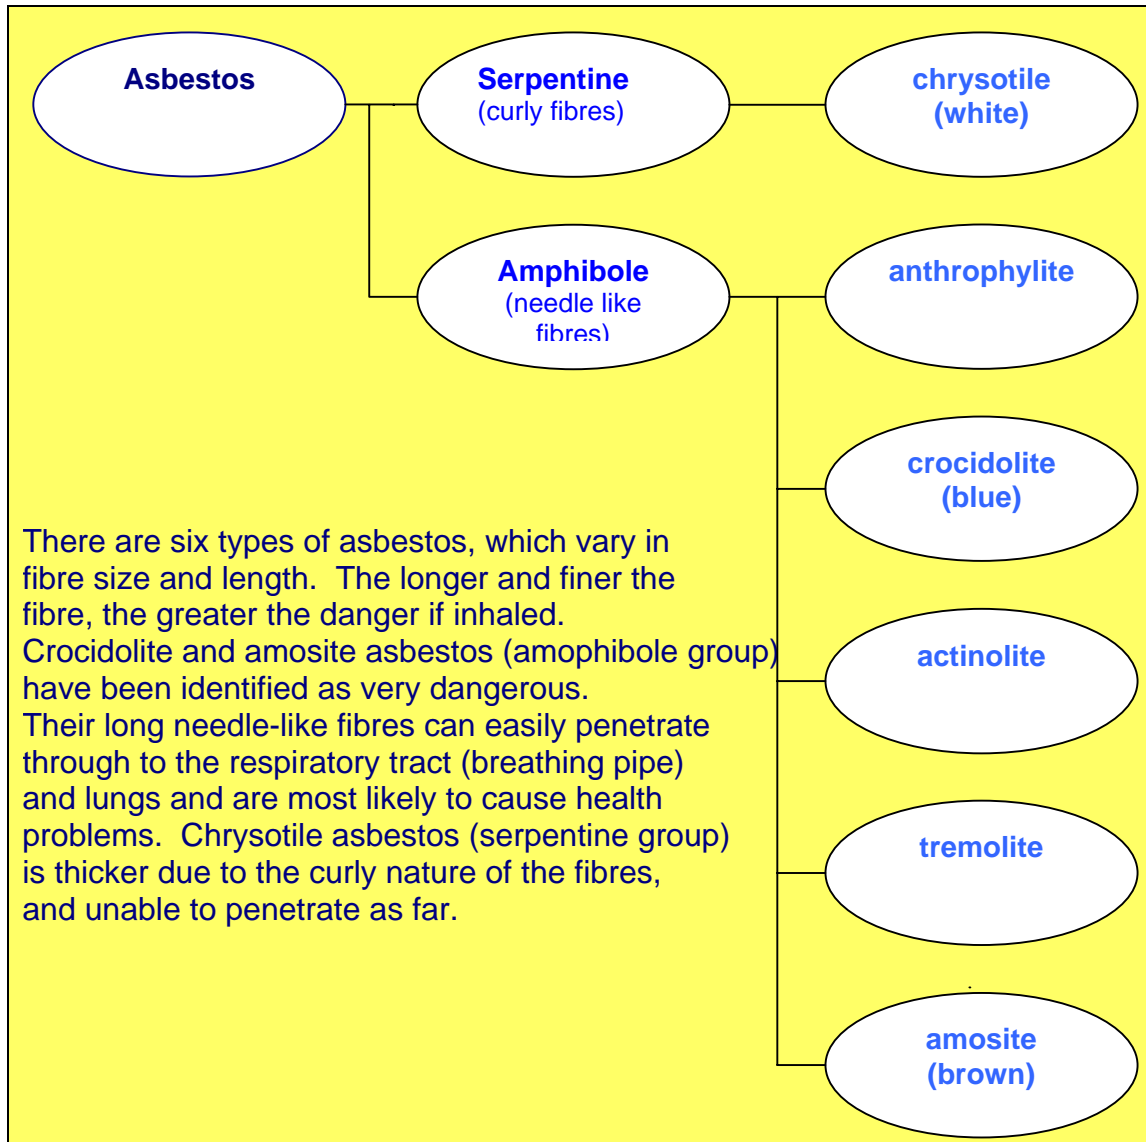 Asbestos
Serpentine
(curly fibres)
chrysotile
(white)
Amphibole
(needle like
fibres)
anthrophylite
crocidolite
(blue)
There are six types of asbestos, which vary in
fibre size and length.  The longer and finer the
fibre, the greater the danger if inhaled.
Crocidolite and amosite asbestos (amophibole group)
have been identified as very dangerous.
Their long needle-like fibres can easily penetrate
through to the respiratory tract (breathing pipe)
and lungs and are most likely to cause health
problems.  Chrysotile asbestos (serpentine group)
is thicker due to the curly nature of the fibres,
and unable to penetrate as far.
actinolite
tremolite
amosite
(brown)